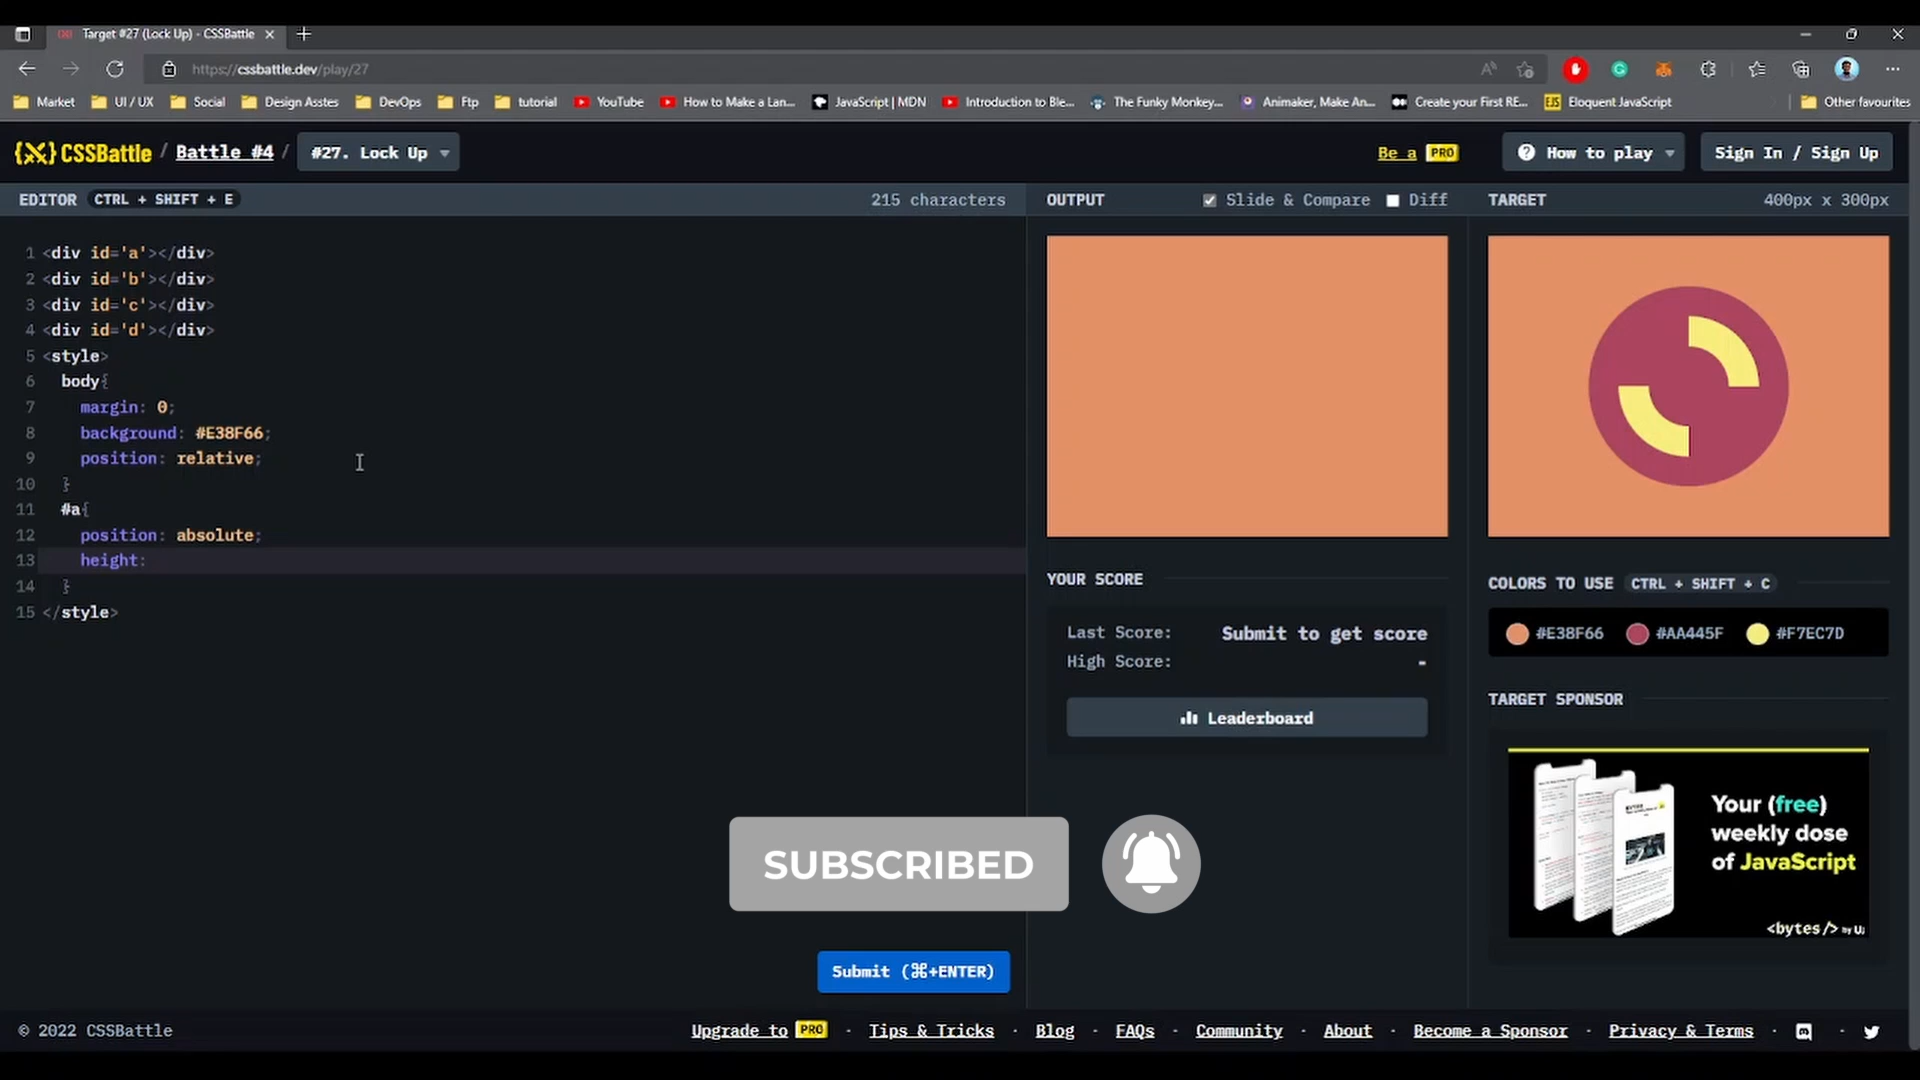 Target #27 (Lock Up) - CSSBattle
https://cssbattle.dev/play/27
Market
UI / UX
Social
Design Asstes
DevOps
Ftp
tutorial
YouTube
How to Make a Lan...
JavaScript | MDN
Introduction to Ble...
The Funky Monkey...
Animaker, Make An...
Create your First RE...
Eloquent JavaScript
Other favourites
CSSBattle / Battle #4 / #27. Lock Up
Be a PRO
How to play
Sign In / Sign Up
EDITOR CTRL + SHIFT + E
215 characters
OUTPUT
Slide & Compare
Diff
TARGET
400px x 300px
1 <div id='a'></div>
2 <div id='b'></div>
3 <div id='c'></div>
4 <div id='d'></div>
5 <style>
6 body{
7 margin: 0;
8 background: #E38F66;
9 position: relative;
10 }
11 #a{
12 position: absolute;
13 height:
14 }
15 </style>
YOUR SCORE
Last Score: Submit to get score
High Score: -
Leaderboard
COLORS TO USE CTRL + SHIFT + C
#E38F66 #AA445F #F7EC7D
TARGET SPONSOR
Your (free)
weekly dose
of JavaScript
<bytes/> by ui
SUBSCRIBED
Submit (⌘+ENTER)
© 2022 CSSBattle
Upgrade to PRO · Tips & Tricks · Blog · FAQs · Community · About · Become a Sponsor · Privacy & Terms